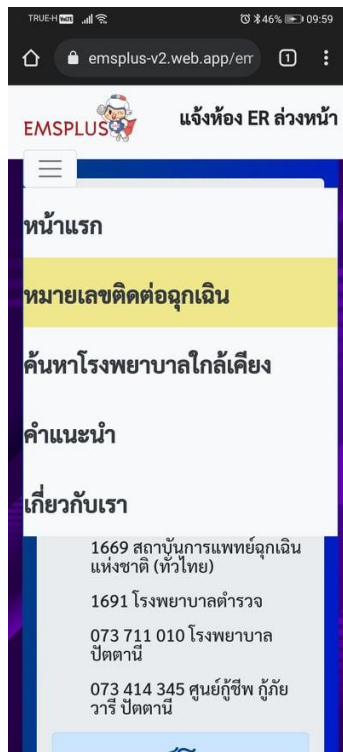 TRUE-H 46% 09:59
emsplus-v2.web.app/em 1
EMSPLUS แจ้งห้อง ER ล่วงหน้า
หน้าแรก
หมายเลขติดต่อฉุกเฉิน
ค้นหาโรงพยาบาลใกล้เคียง
คำแนะนำ
เกี่ยวกับเรา
1669 สถาบันการแพทย์ฉุกเฉิน
แห่งชาติ (ทั่วไทย)
1691 โรงพยาบาลตำรวจ
073 711 010 โรงพยาบาล
ปัตตานี
073 414 345 ศูนย์กู้ชีพ กู้ภัย
วารี ปัตตานี